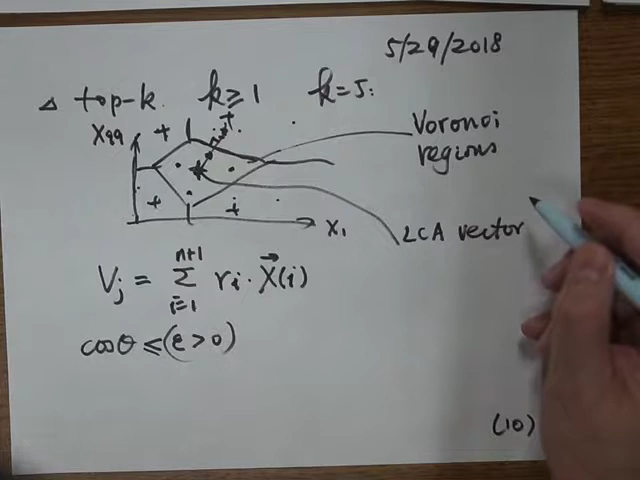 5/29/2018
△ top-k. k≥1 k=5:
X99
Voronoi
regions
X1
LCA vector
Vj = n+1 Σ i=1 ri · X⃗(i)
cosθ ≤ (ε > 0)
(10)